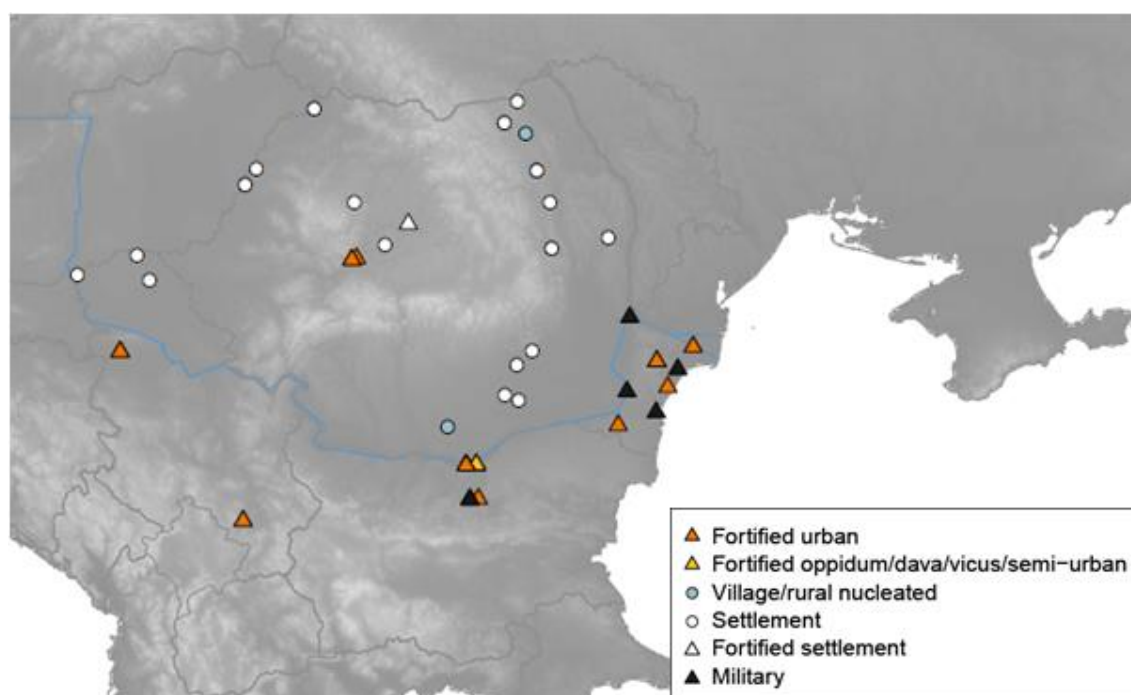 Fortified urban
Fortified oppidum/dava/vicus/semi−urban
Village/rural nucleated
Settlement
Fortified settlement
Military